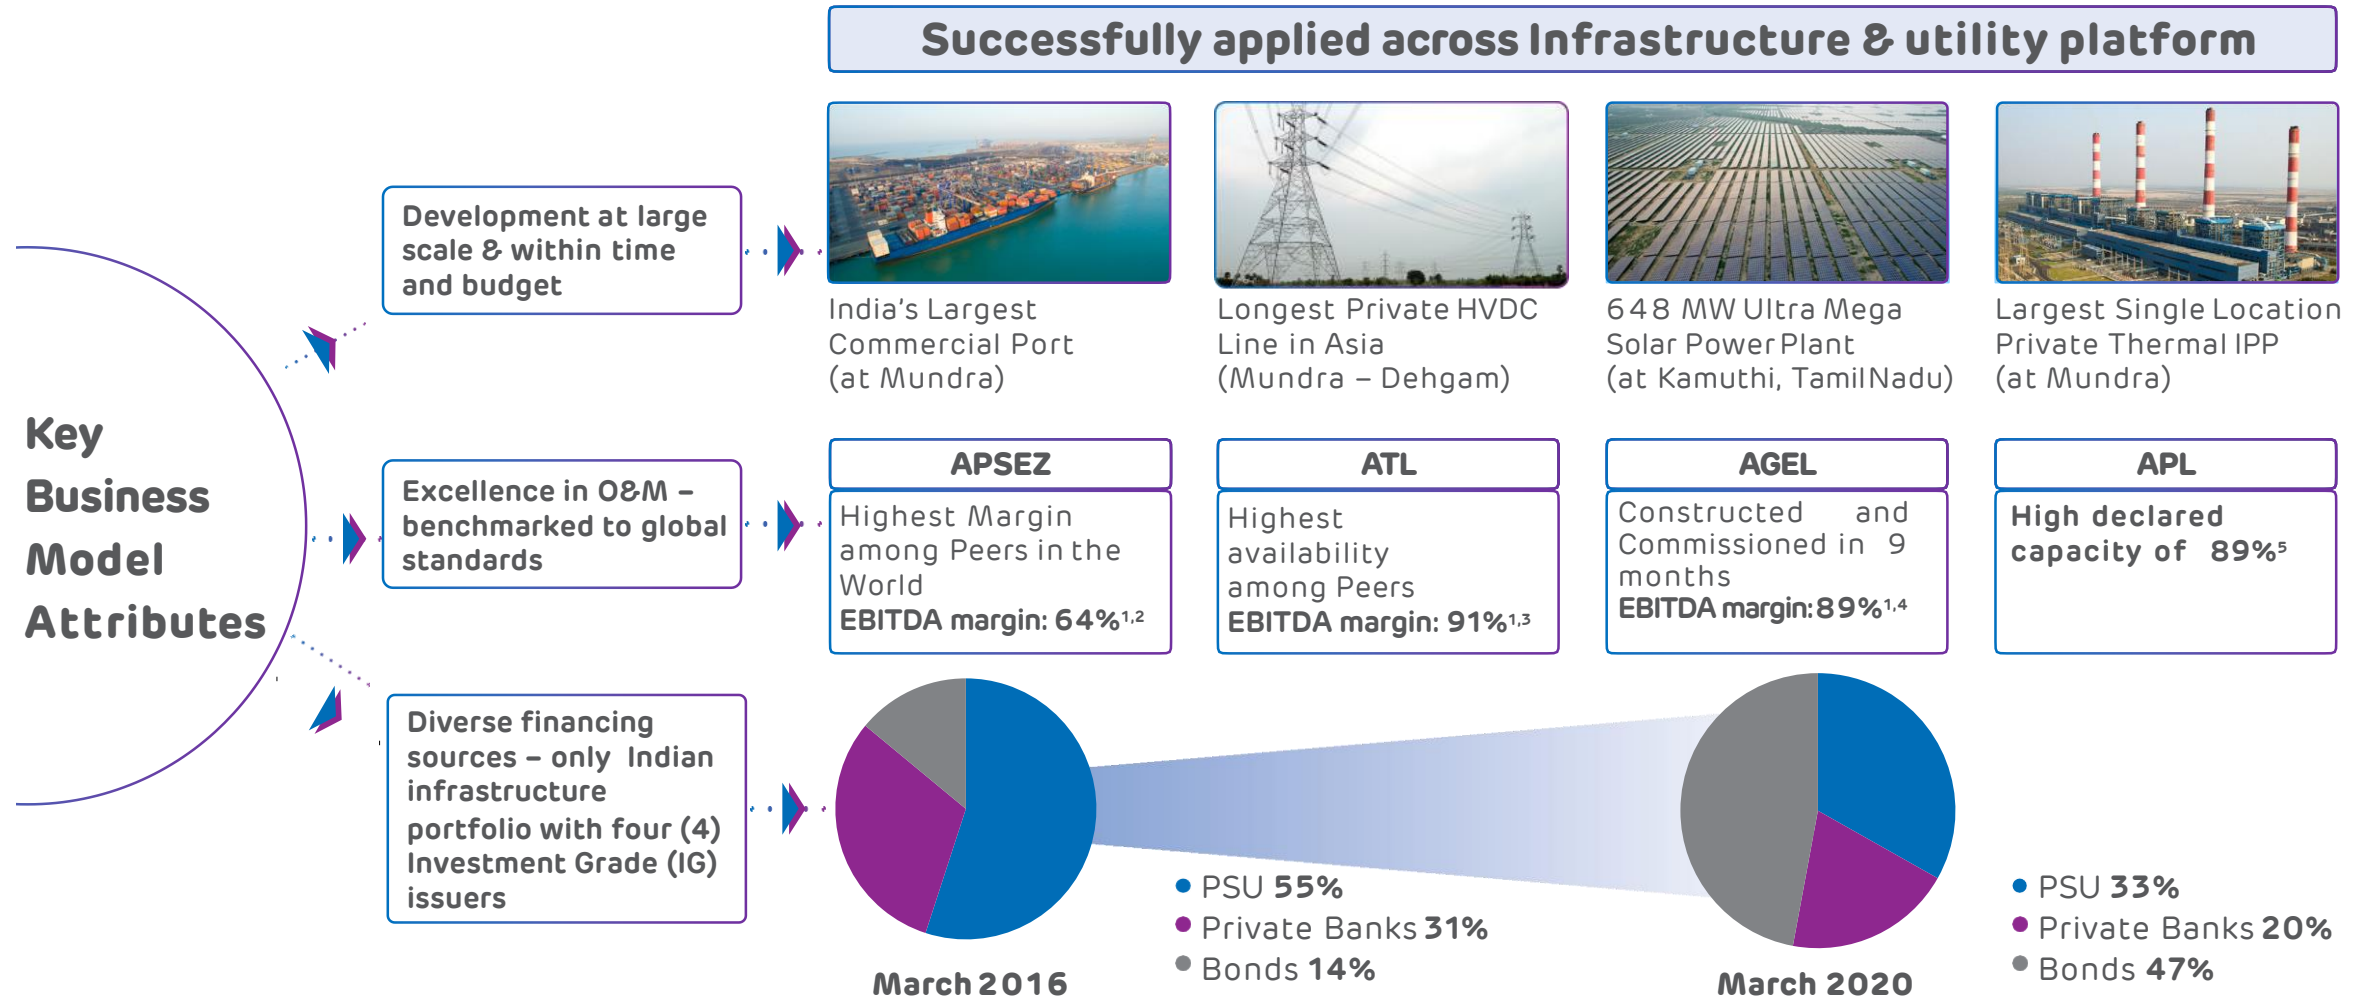 Successfully applied across Infrastructure & utility platform
Key
Business
Model
Attributes
Development at large
scale & within time
and budget
India's Largest
Commercial Port
(at Mundra)
Longest Private HVDC
Line in Asia
(Mundra – Dehgam)
648 MW Ultra Mega
Solar Power Plant
(at Kamuthi, TamilNadu)
Largest Single Location
Private Thermal IPP
(at Mundra)
Excellence in O&M –
benchmarked to global
standards
APSEZ
Highest Margin
among Peers in the
World
EBITDA margin: 64%1,2
ATL
Highest
availability
among Peers
EBITDA margin: 91%1,3
AGEL
Constructed and
Commissioned in 9
months
EBITDA margin:89%1,4
APL
High declared
capacity of 89%5
Diverse financing
sources – only Indian
infrastructure
portfolio with four (4)
Investment Grade (IG)
issuers
PSU 55%
Private Banks 31%
Bonds 14%
March 2016
PSU 33%
Private Banks 20%
Bonds 47%
March 2020